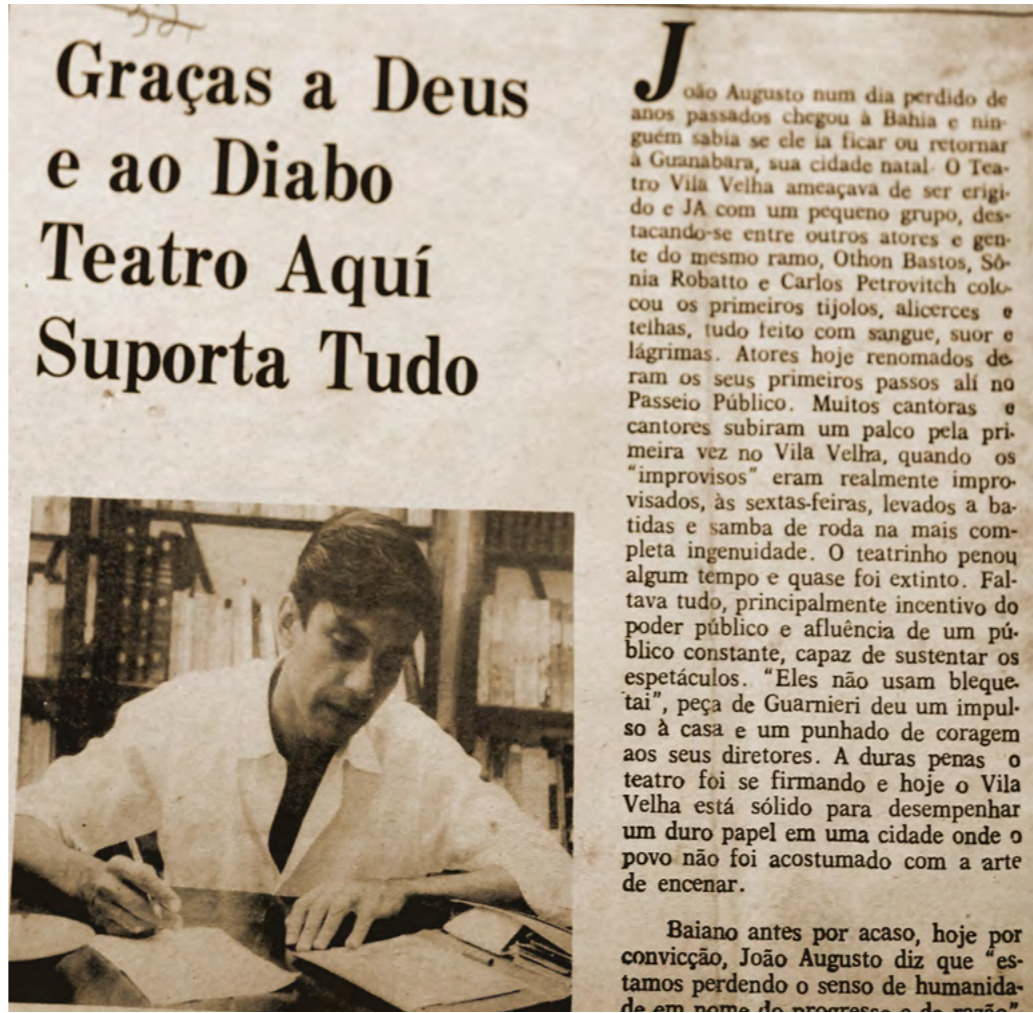 52
Graças a Deus
e ao Diabo
Teatro Aquí
Suporta Tudo
João Augusto num dia perdido de
anos passados chegou à Bahia e nin-
guém sabia se ele ia ficar ou retornar
à Guanabara, sua cidade natal. O Tea-
tro Vila Velha ameaçava de ser erigi-
do e JA com um pequeno grupo, des-
tacando-se entre outros atores e gen-
te do mesmo ramo, Othon Bastos, Sô-
nia Robatto e Carlos Petrovitch colo-
cou os primeiros tijolos, alicerces e
telhas, tudo feito com sangue, suor e
lágrimas. Atores hoje renomados de-
ram os seus primeiros passos alí no
Passeio Público. Muitos cantoras e
cantores subiram um palco pela pri-
meira vez no Vila Velha, quando os
"improvisos" eram realmente impro-
visados, às sextas-feiras, levados a ba-
tidas e samba de roda na mais com-
pleta ingenuidade. O teatrinho penou
algum tempo e quase foi extinto. Fal-
tava tudo, principalmente incentivo do
poder público e afluência de um pú-
blico constante, capaz de sustentar os
espetáculos. "Eles não usam bleque-
tai", peça de Guarnieri deu um impul-
so à casa e um punhado de coragem
aos seus diretores. A duras penas o
teatro foi se firmando e hoje o Vila
Velha está sólido para desempenhar
um duro papel em uma cidade onde o
povo não foi acostumado com a arte
de encenar.
Baiano antes por acaso, hoje por
convicção, João Augusto diz que "es-
tamos perdendo o senso de humanida-
de em nome do progresso e da razão"